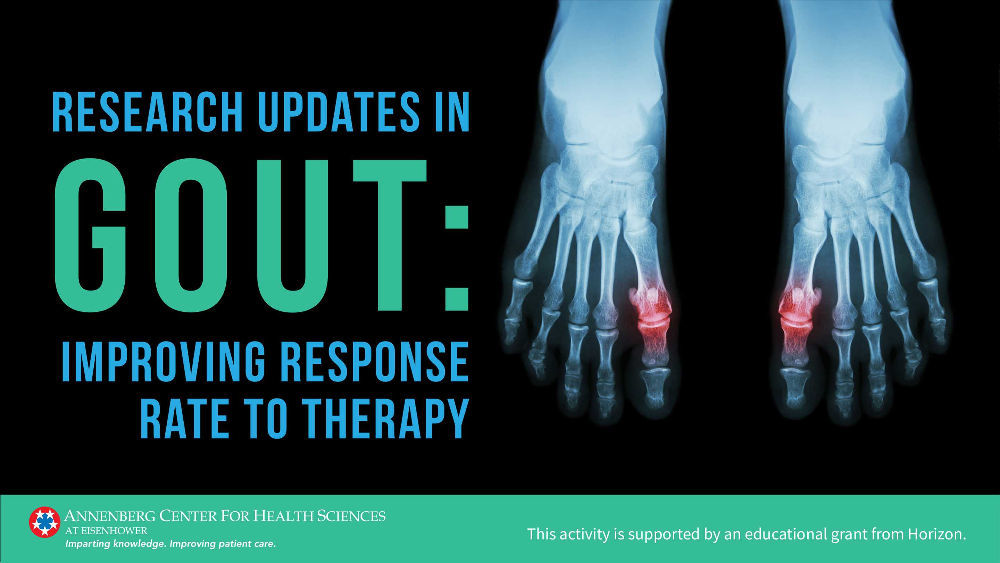 RESEARCH UPDATES IN
GOUT:
IMPROVING RESPONSE
RATE TO THERAPY
ANNENBERG CENTER FOR HEALTH SCIENCES
AT EISENHOWER
Imparting knowledge. Improving patient care.
This activity is supported by an educational grant from Horizon.